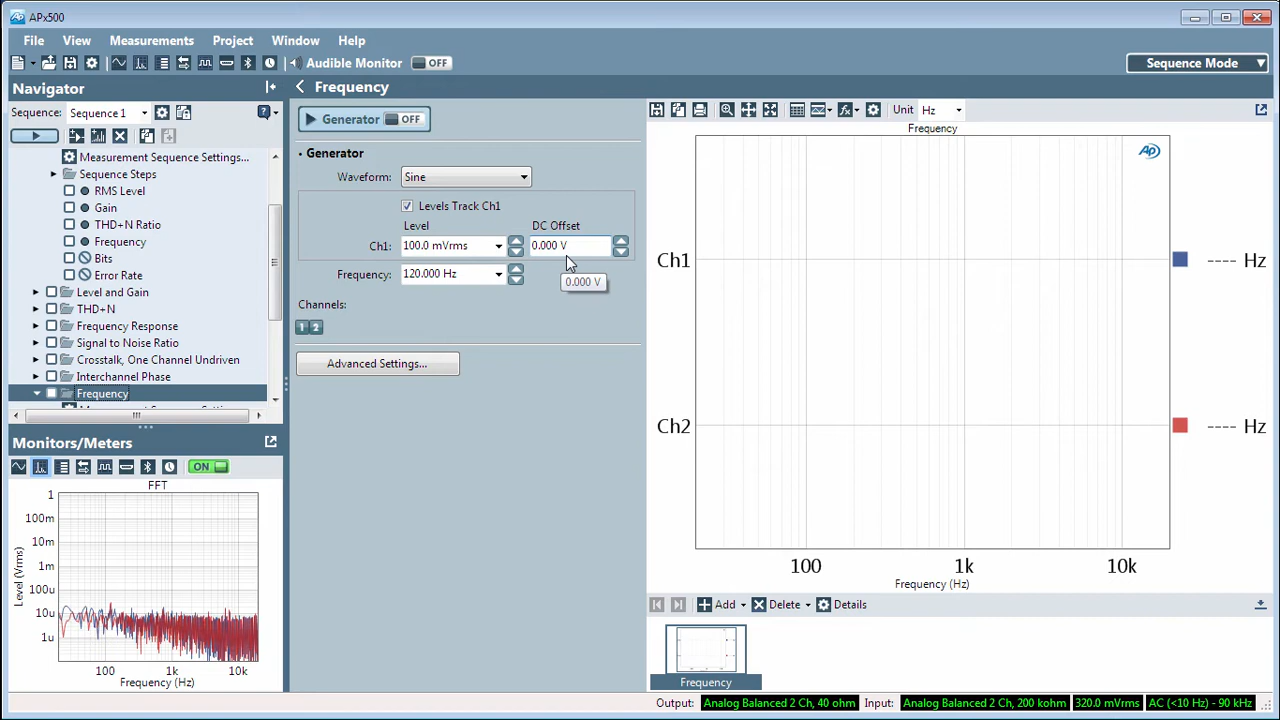 APx500
File View Measurements Project Window Help
Audible Monitor OFF
Sequence Mode
Navigator
Sequence: Sequence 1
Measurement Sequence Settings...
Sequence Steps
RMS Level
Gain
THD+N Ratio
Frequency
Bits
Error Rate
Level and Gain
THD+N
Frequency Response
Signal to Noise Ratio
Crosstalk, One Channel Undriven
Interchannel Phase
Frequency
Monitors/Meters
ON
FFT
1
100m
10m
1m
100u
10u
1u
Level (Vrms)
100 1k 10k
Frequency (Hz)
Frequency
Generator OFF
Generator
Waveform: Sine
Levels Track Ch1
Level DC Offset
Ch1: 100.0 mVrms 0.000 V
Frequency: 120.000 Hz
0.000 V
Channels:
1 2
Advanced Settings...
Unit Hz
Frequency
AP
Ch1 ---- Hz
Ch2 ---- Hz
100 1k 10k
Frequency (Hz)
Add Delete Details
Frequency
Output: Analog Balanced 2 Ch, 40 ohm Input: Analog Balanced 2 Ch, 200 kohm 320.0 mVrms AC (<10 Hz) - 90 kHz